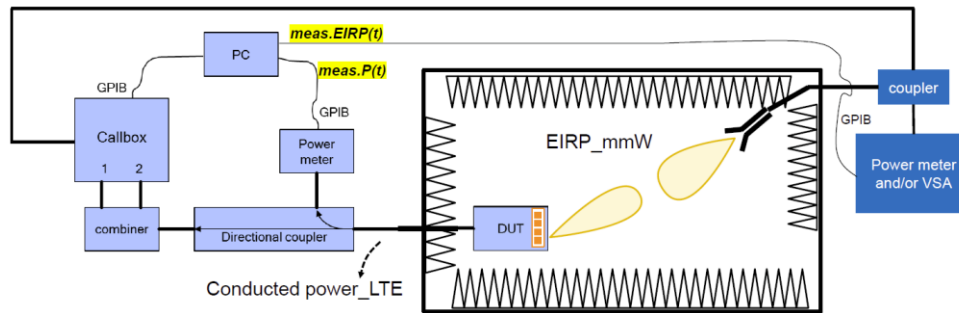 meas.EIRP(t)
PC
meas.P(t)
GPIB
GPIB
coupler
Callbox
1 2
Power
meter
EIRP_mmW
GPIB
Power meter
and/or VSA
combiner
Directional coupler
DUT
Conducted power_LTE